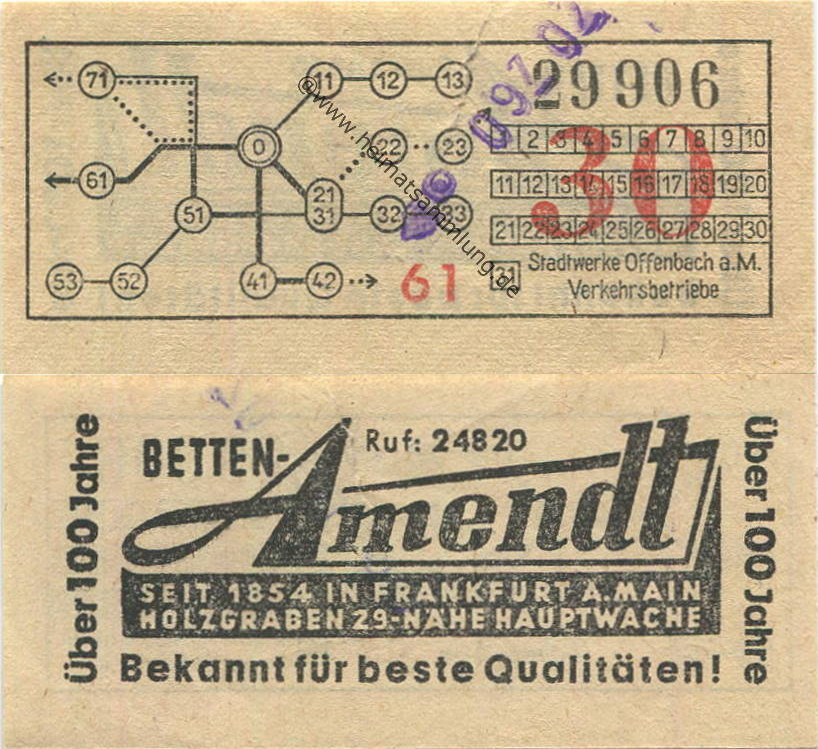 29906
71 11 12 13
0 22 23
61 21
51 31 32 33
53 52 41 42
61
30
1 2 3 4 5 6 7 8 9 10
11 12 13 14 15 16 17 18 19 20
21 22 23 24 25 26 27 28 29 30
31 Stadtwerke Offenbach a.M.
Verkehrsbetriebe
@www.heimatsammlung.de
Über 100 Jahre
BETTEN-
Ruf: 24820
Amendt
SEIT 1854 IN FRANKFURT A.MAIN
HOLZGRABEN 29-NÄHE HAUPTWACHE
Bekannt für beste Qualitäten!
Über 100 Jahre